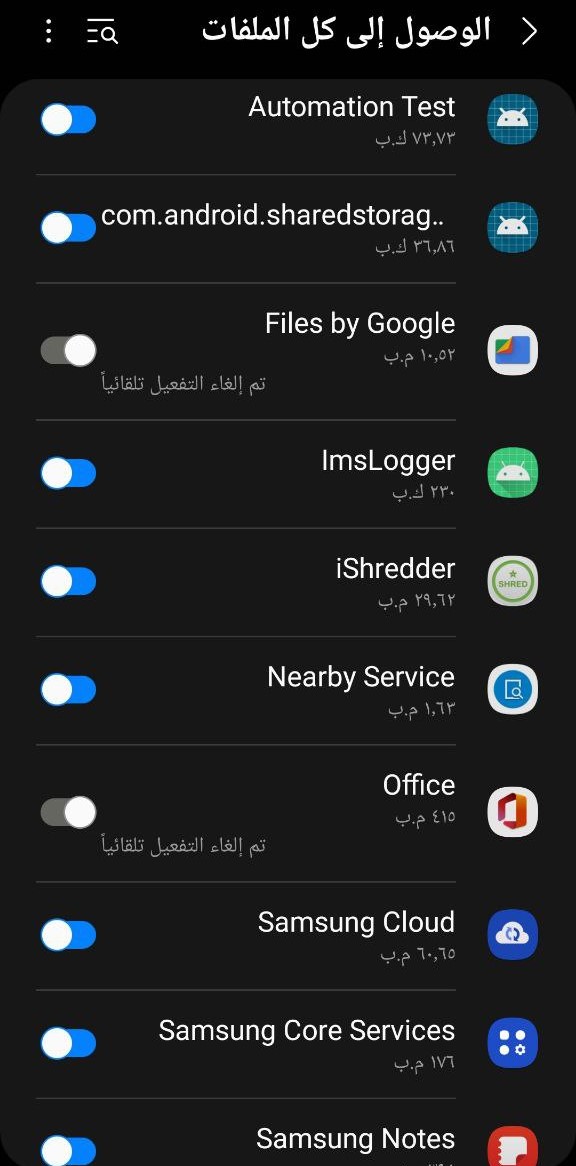 الوصول إلى كل الملفات
Automation Test
٧٣,٧٣ ك.ب
com.android.sharedstorag..
٣٦,٨٦ ك.ب
Files by Google
١٠,٥٢ م.ب
تم إلغاء التفعيل تلقائياً
ImsLogger
٢٣٠ ك.ب
SHRED
iShredder
٢٩,٦٢ م.ب
Nearby Service
١,٦٣ م.ب
Office
٤١٥ م.ب
تم إلغاء التفعيل تلقائياً
Samsung Cloud
٦٠,٦٥ م.ب
Samsung Core Services
١٧٦ م.ب
Samsung Notes